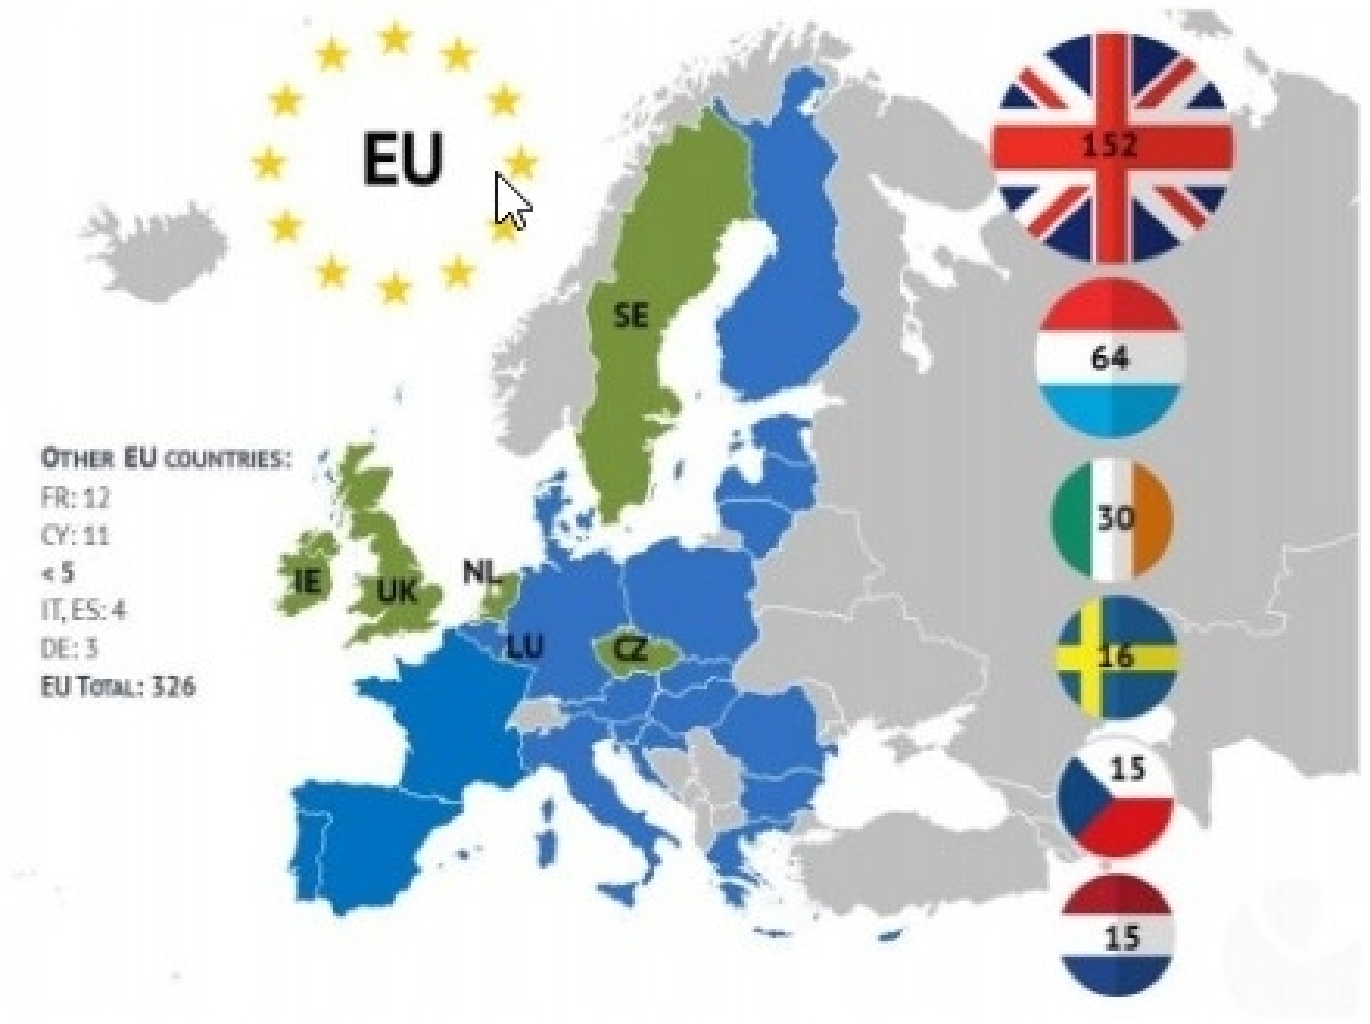 EU
152
64
SE
OTHER EU COUNTRIES:
FR: 12
30
CY: 11
< 5
NL
IE
UK
IT, ES: 4
LU
CZ
16
DE: 3
EU TOTAL: 326
15
15